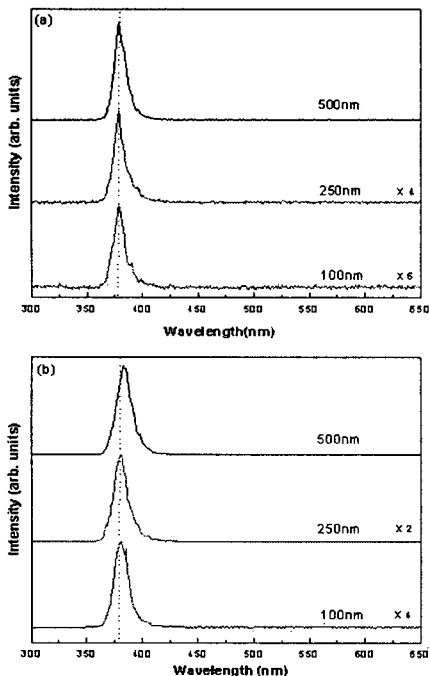 (a)
Intensity (arb. units)
500nm
250nm x 4
100nm x 6
300 350 400 450 500 550 600 650
Wavelength(nm)
(b)
Intensity (arb. units)
500nm
250nm x 2
100nm x 4
300 350 400 450 500 550 600 650
Wavelength (nm)